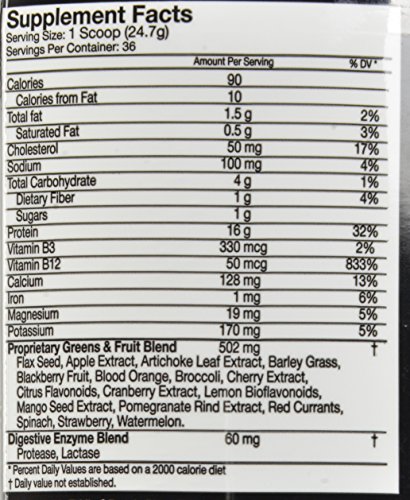 Supplement Facts
Serving Size: 1 Scoop (24.7g)
Servings Per Container: 36
Amount Per Serving % DV*
Calories 90
Calories from Fat 10
Total fat 1.5 g 2%
Saturated Fat 0.5 g 3%
Cholesterol 50 mg 17%
Sodium 100 mg 4%
Total Carbohydrate 4 g 1%
Dietary Fiber 1 g 4%
Sugars 1 g
Protein 16 g 32%
Vitamin B3 330 mcg 2%
Vitamin B12 50 mcg 833%
Calcium 128 mg 13%
Iron 1 mg 6%
Magnesium 19 mg 5%
Potassium 170 mg 5%
Proprietary Greens & Fruit Blend 502 mg †
Flax Seed, Apple Extract, Artichoke Leaf Extract, Barley Grass,
Blackberry Fruit, Blood Orange, Broccoli, Cherry Extract,
Citrus Flavonoids, Cranberry Extract, Lemon Bioflavonoids,
Mango Seed Extract, Pomegranate Rind Extract, Red Currants,
Spinach, Strawberry, Watermelon.
Digestive Enzyme Blend 60 mg †
Protease, Lactase
*Percent Daily Values are based on a 2000 calorie diet
† Daily value not established.